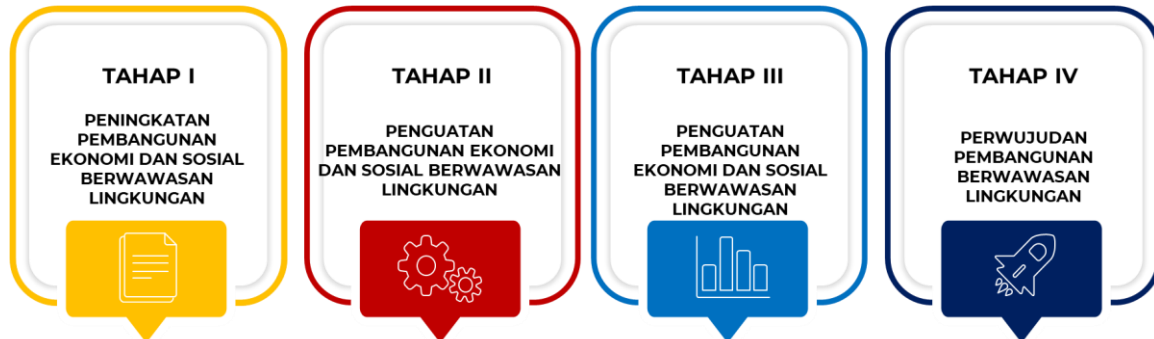 TAHAP I
PENINGKATAN
PEMBANGUNAN
EKONOMI DAN SOSIAL
BERWAWASAN
LINGKUNGAN
TAHAP II
PENGUATAN
PEMBANGUNAN EKONOMI
DAN SOSIAL BERWAWASAN
LINGKUNGAN
TAHAP III
PENGUATAN
PEMBANGUNAN
EKONOMI DAN SOSIAL
BERWAWASAN
LINGKUNGAN
TAHAP IV
PERWUJUDAN
PEMBANGUNAN
BERWAWASAN
LINGKUNGAN